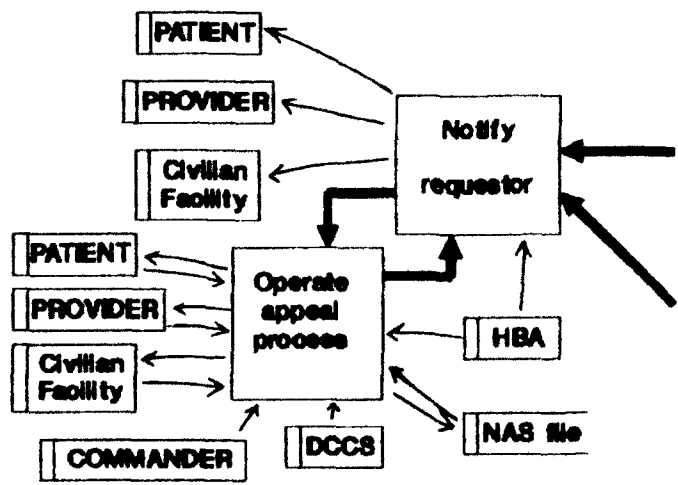 PATIENT
PROVIDER
Civilian
Facility
Notify
requestor
PATIENT
PROVIDER
Civilian
Facility
Operate
appeal
process
HBA
NAS file
COMMANDER
DCCS